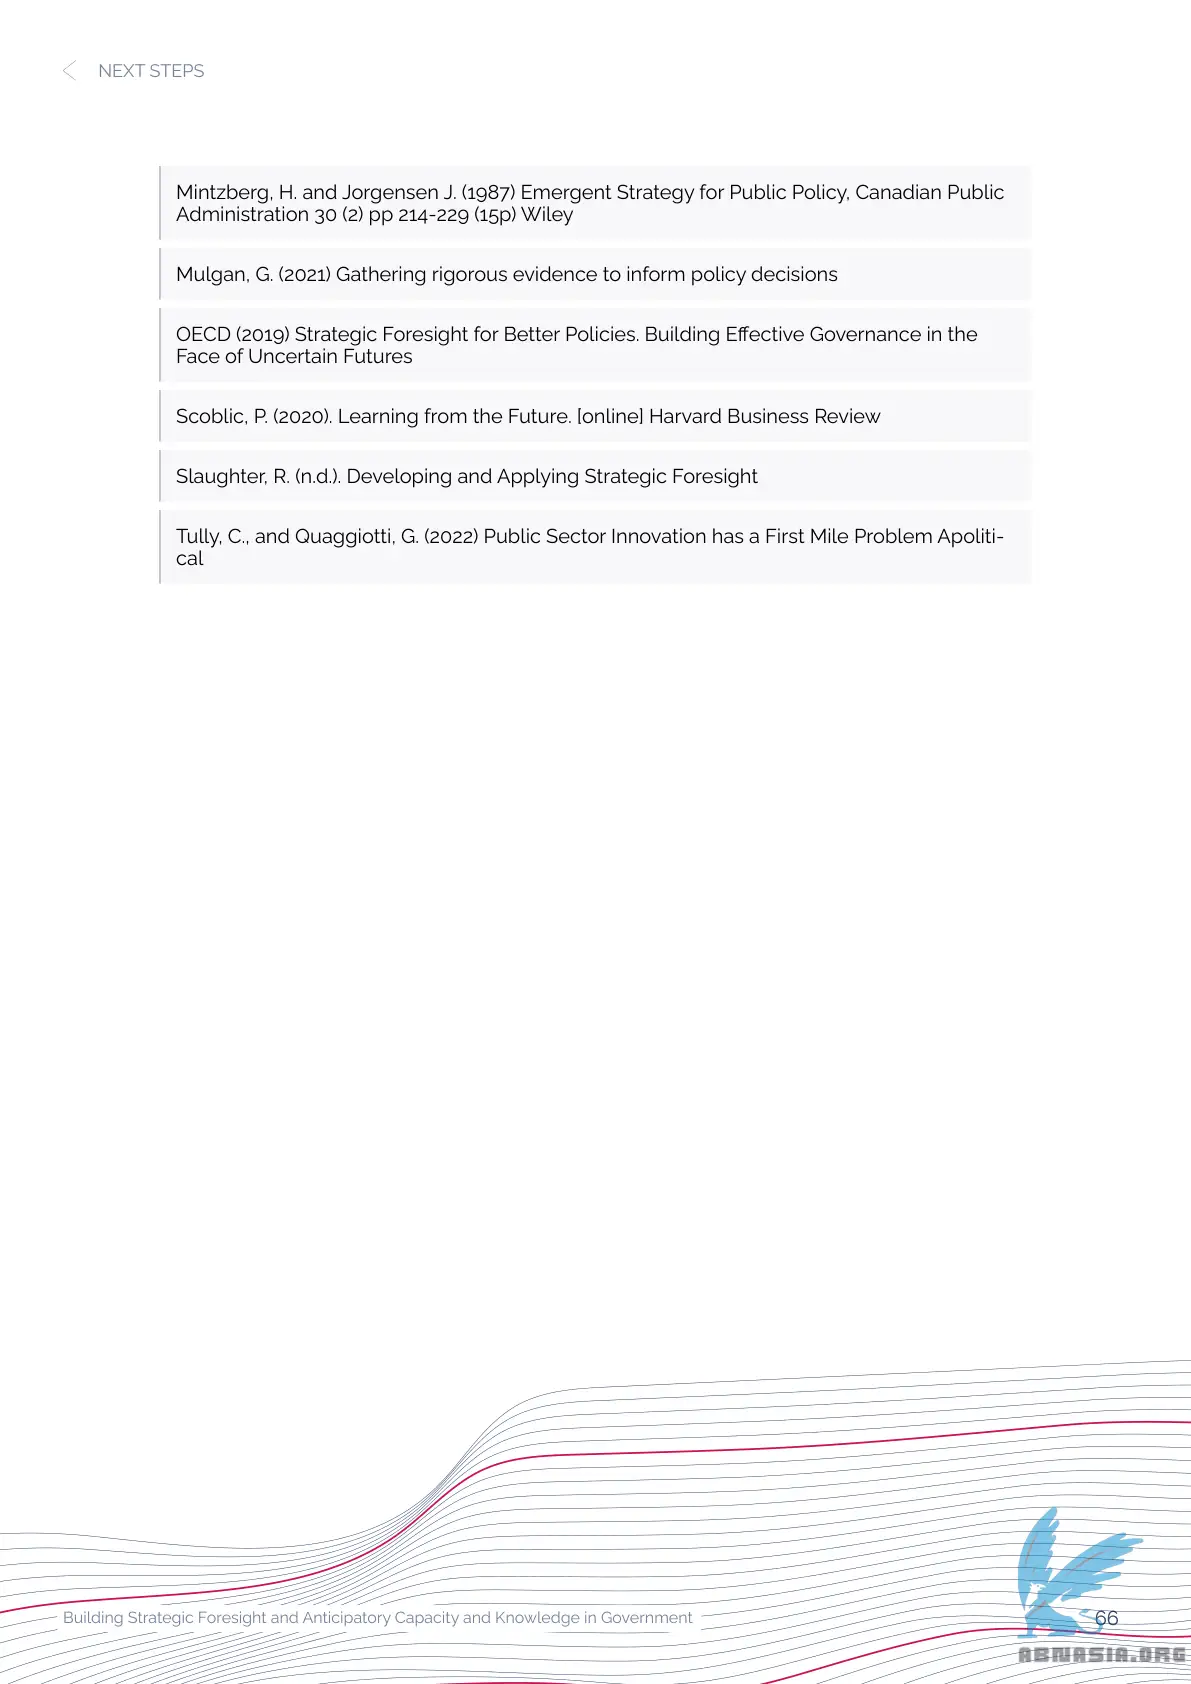 NEXT STEPS
Mintzberg, H. and Jorgensen J. (1987) Emergent Strategy for Public Policy, Canadian Public
Administration 30 (2) pp 214-229 (15p) Wiley
Mulgan, G. (2021) Gathering rigorous evidence to inform policy decisions
OECD (2019) Strategic Foresight for Better Policies. Building Effective Governance in the
Face of Uncertain Futures
Scoblic, P. (2020). Learning from the Future. [online] Harvard Business Review
Slaughter, R. (n.d.). Developing and Applying Strategic Foresight
Tully, C., and Quaggiotti, G. (2022) Public Sector Innovation has a First Mile Problem Apoliti-
cal
Building Strategic Foresight and Anticipatory Capacity and Knowledge in Government
66
ABNASIA.ORG